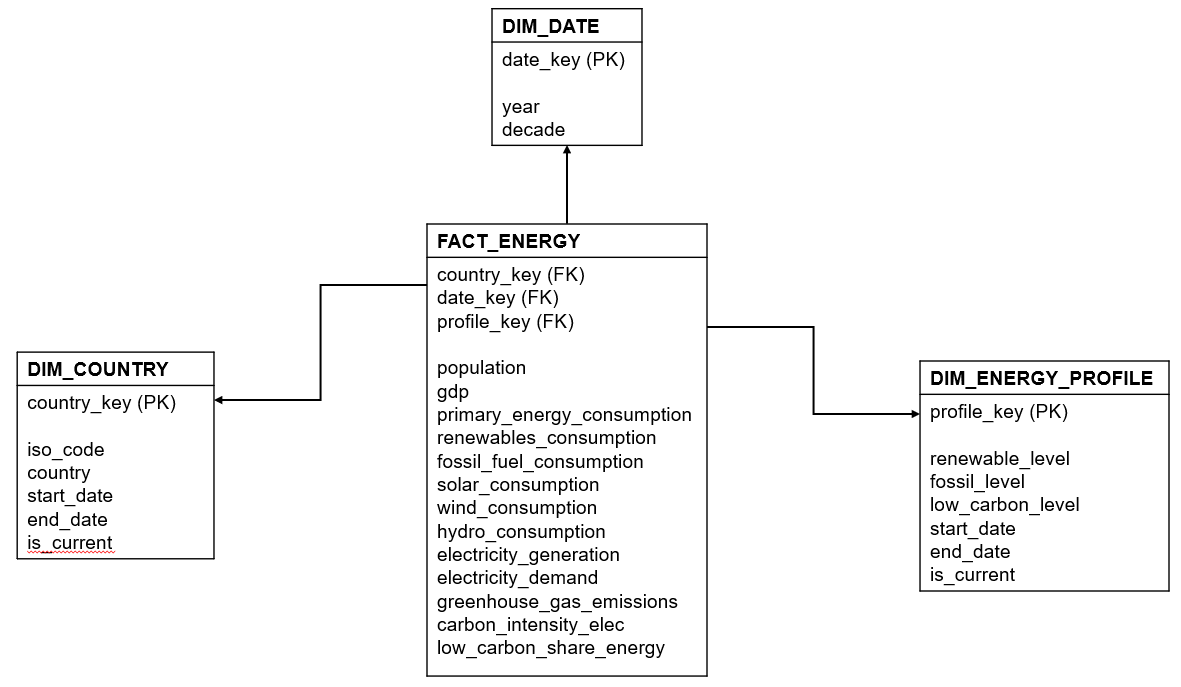 DIM_DATE
date_key (PK)
year
decade
FACT_ENERGY
country_key (FK)
date_key (FK)
profile_key (FK)
population
gdp
primary_energy_consumption
renewables_consumption
fossil_fuel_consumption
solar_consumption
wind_consumption
hydro_consumption
electricity_generation
electricity_demand
greenhouse_gas_emissions
carbon_intensity_elec
low_carbon_share_energy
DIM_COUNTRY
country_key (PK)
iso_code
country
start_date
end_date
is_current
DIM_ENERGY_PROFILE
profile_key (PK)
renewable_level
fossil_level
low_carbon_level
start_date
end_date
is_current